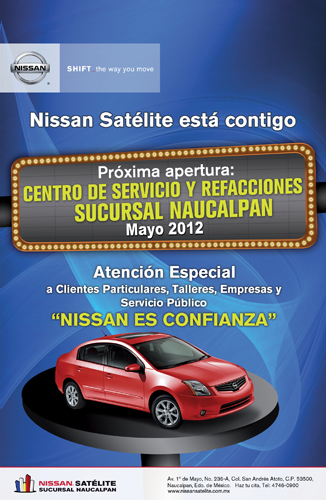 NISSAN
SHIFT_ the way you move
Nissan Satélite está contigo
Próxima apertura:
CENTRO DE SERVICIO Y REFACCIONES
SUCURSAL NAUCALPAN
Mayo 2012
Atención Especial
a Clientes Particulares, Talleres, Empresas y
Servicio Público
“NISSAN ES CONFIANZA”
NISSAN SATÉLITE
SUCURSAL NAUCALPAN
Av. 1° de Mayo, No. 236-A, Col. San Andrés Atoto, C.P. 53500,
Naucalpan, Edo. de México. Haz tu cita, Tel: 4746-0900
www.nissansatelite.com.mx